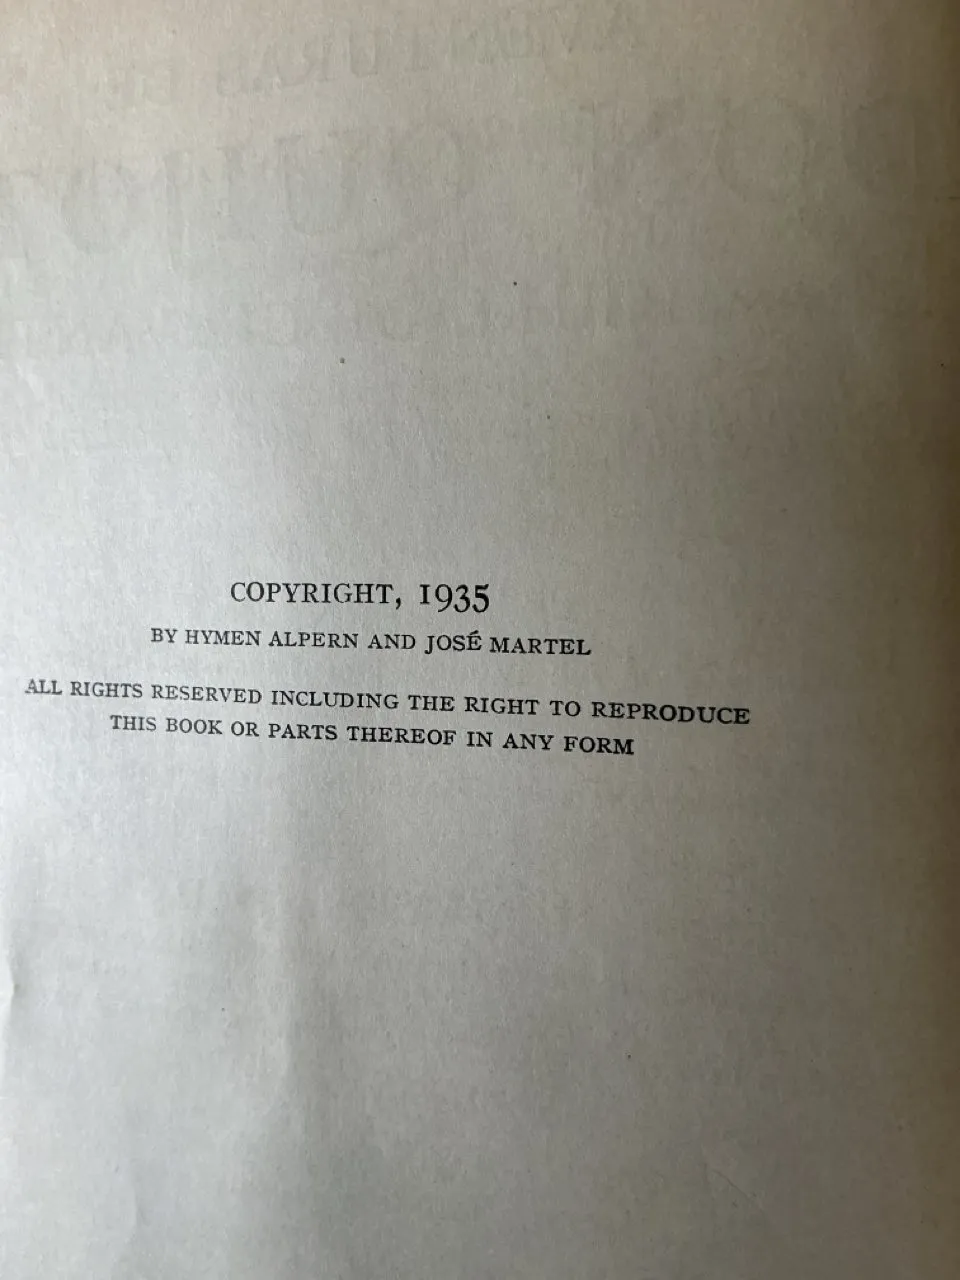 COPYRIGHT, 1935
BY HYMEN ALPERN AND JOSÉ MARTEL
ALL RIGHTS RESERVED INCLUDING THE RIGHT TO REPRODUCE
THIS BOOK OR PARTS THEREOF IN ANY FORM